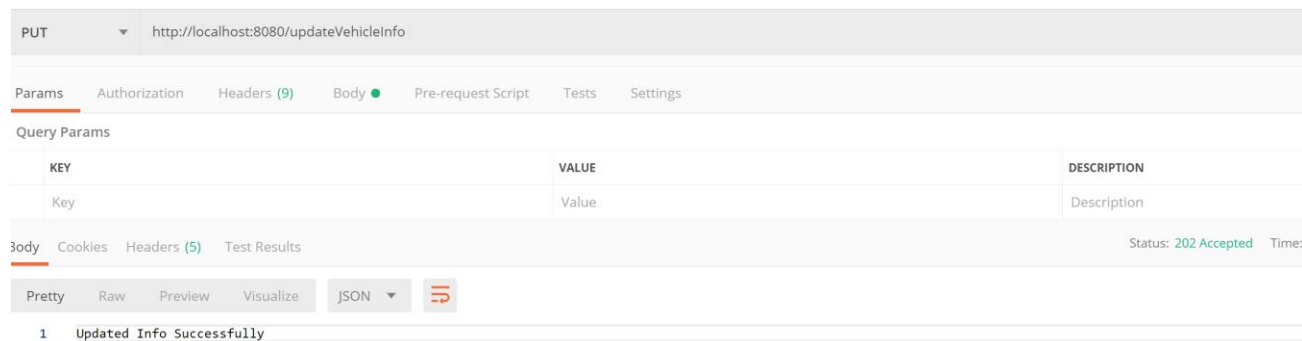 PUT http://localhost:8080/updateVehicleInfo
Params Authorization Headers (9) Body Pre-request Script Tests Settings
Query Params
KEY VALUE DESCRIPTION
Key Value Description
Body Cookies Headers (5) Test Results Status: 202 Accepted Time:
Pretty Raw Preview Visualize JSON
1 Updated Info Successfully